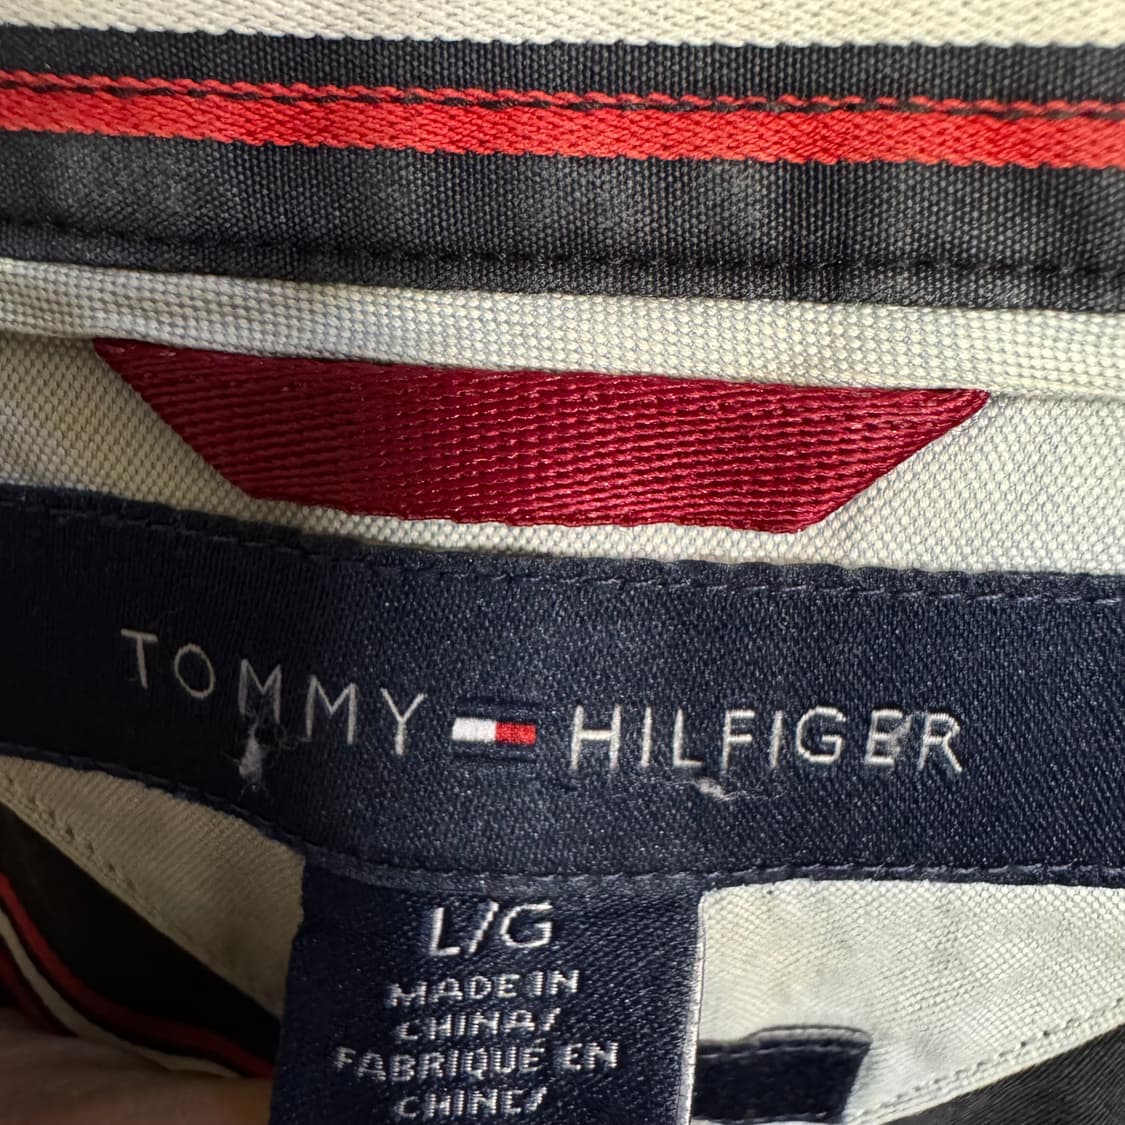 TOMMY HILFIGER
L/G
MADE IN
CHINA/
FABRIQUÉ EN
CHINE/